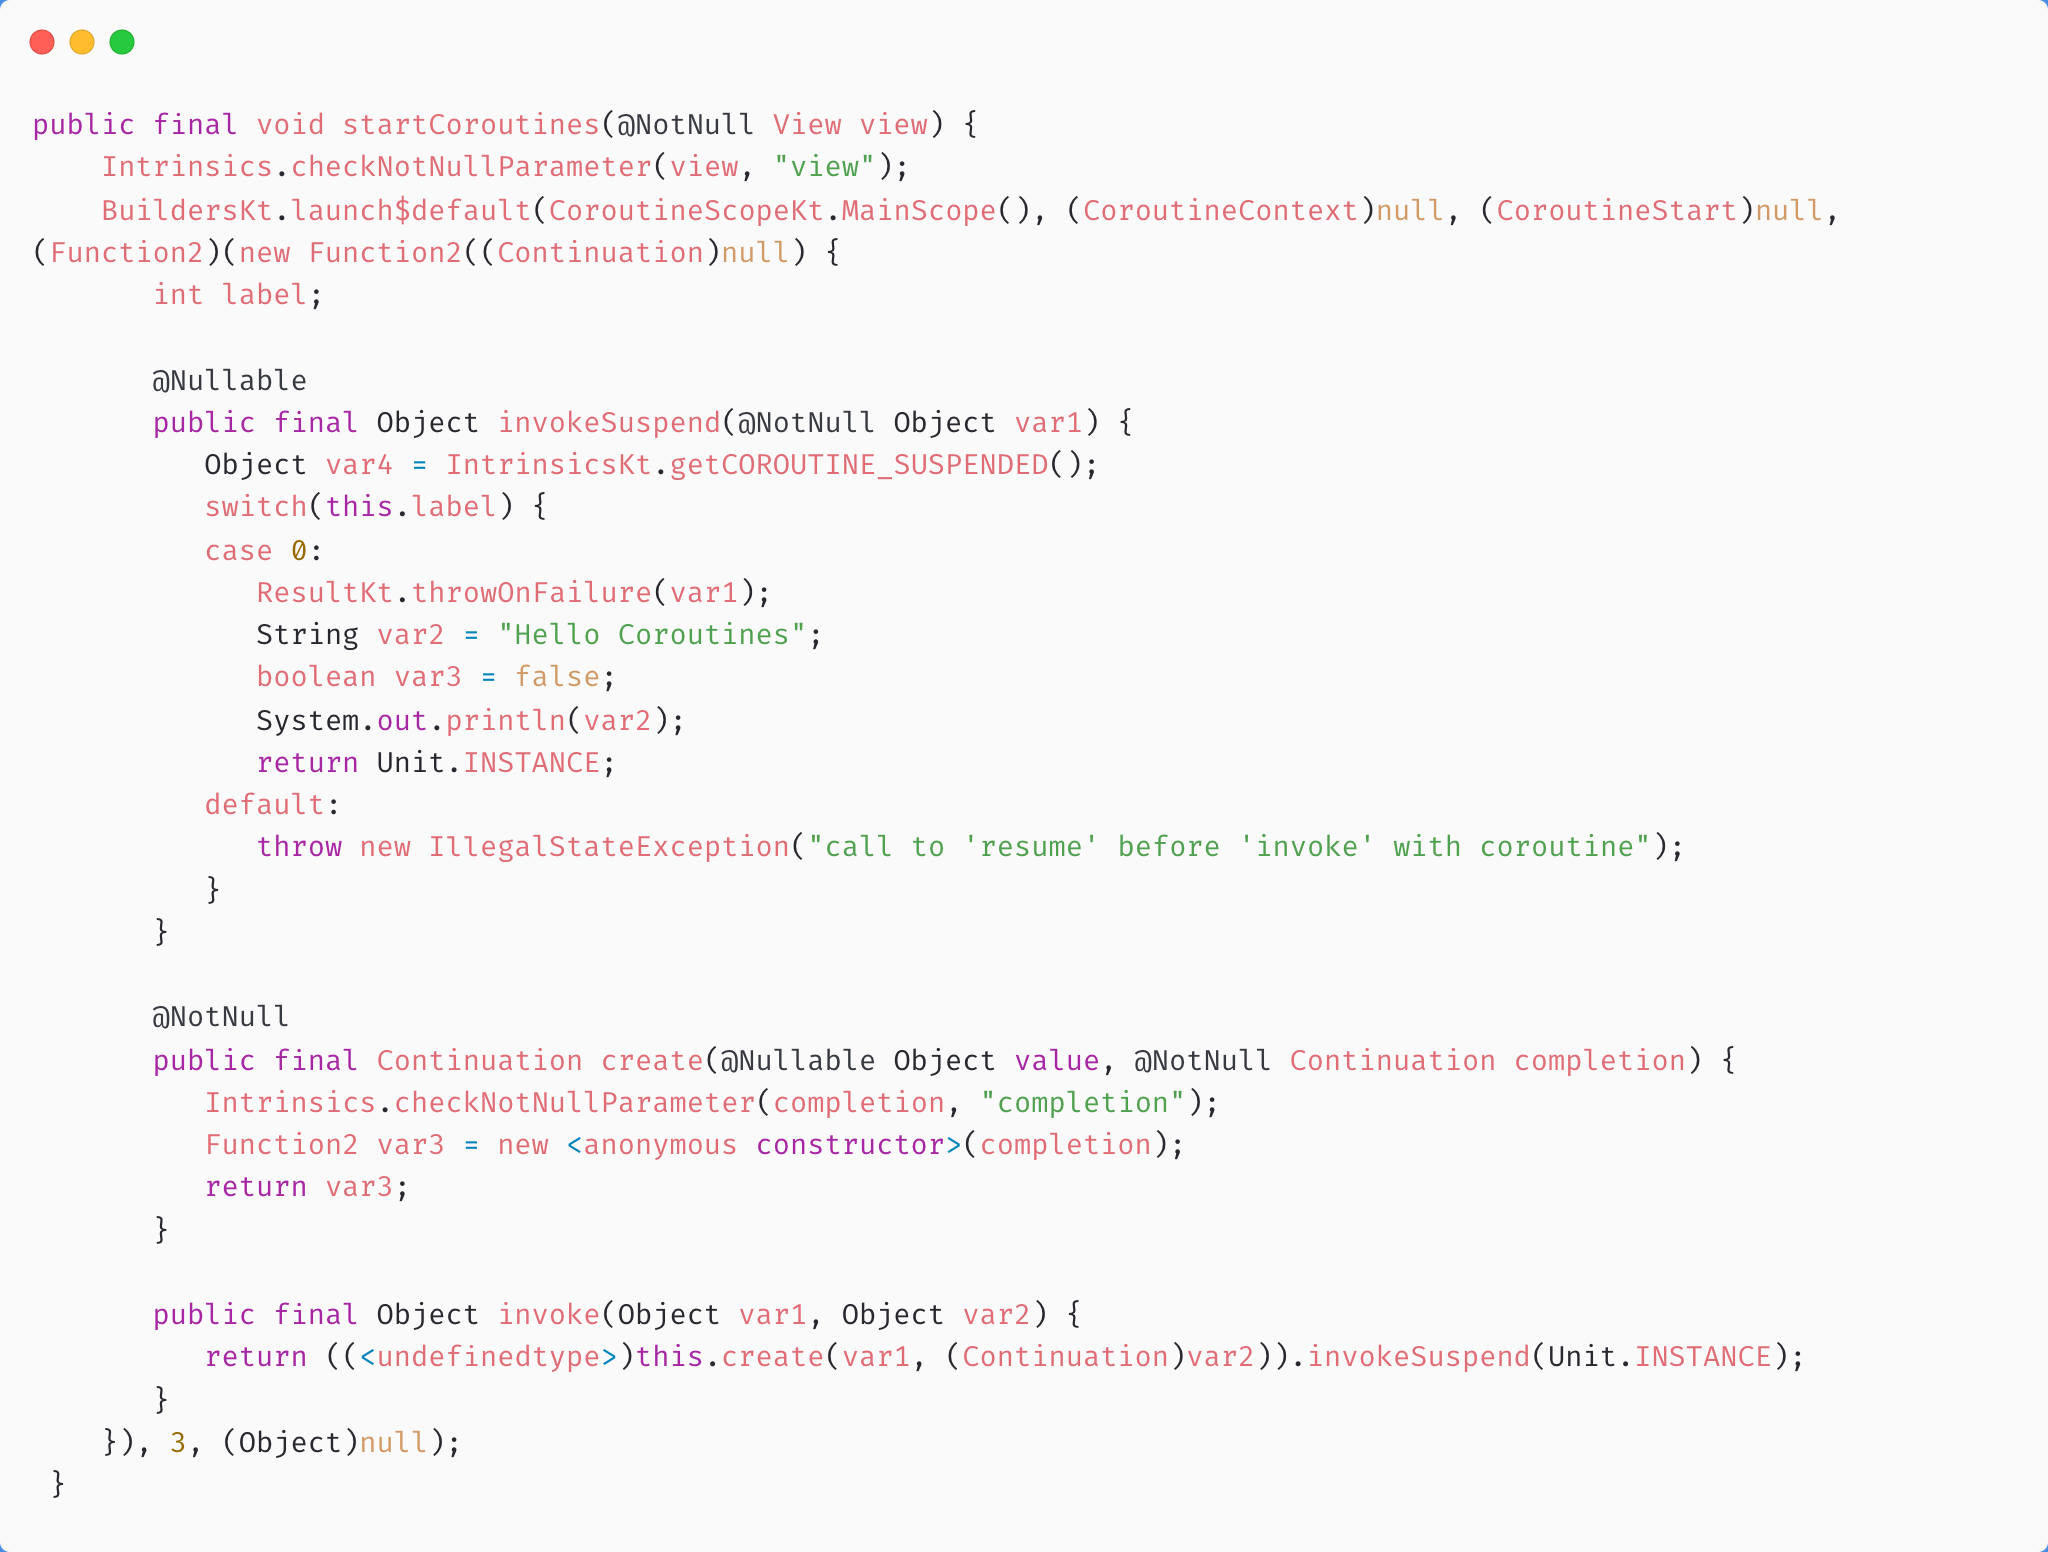 public final void startCoroutines(@NotNull View view) {
    Intrinsics.checkNotNullParameter(view, "view");
    BuildersKt.launch$default(CoroutineScopeKt.MainScope(), (CoroutineContext)null, (CoroutineStart)null,
(Function2)(new Function2((Continuation)null) {
       int label;

       @Nullable
       public final Object invokeSuspend(@NotNull Object var1) {
          Object var4 = IntrinsicsKt.getCOROUTINE_SUSPENDED();
          switch(this.label) {
          case 0:
             ResultKt.throwOnFailure(var1);
             String var2 = "Hello Coroutines";
             boolean var3 = false;
             System.out.println(var2);
             return Unit.INSTANCE;
          default:
             throw new IllegalStateException("call to 'resume' before 'invoke' with coroutine");
          }
       }

       @NotNull
       public final Continuation create(@Nullable Object value, @NotNull Continuation completion) {
          Intrinsics.checkNotNullParameter(completion, "completion");
          Function2 var3 = new <anonymous constructor>(completion);
          return var3;
       }

       public final Object invoke(Object var1, Object var2) {
          return ((<undefinedtype>)this.create(var1, (Continuation)var2)).invokeSuspend(Unit.INSTANCE);
       }
    }), 3, (Object)null);
 }